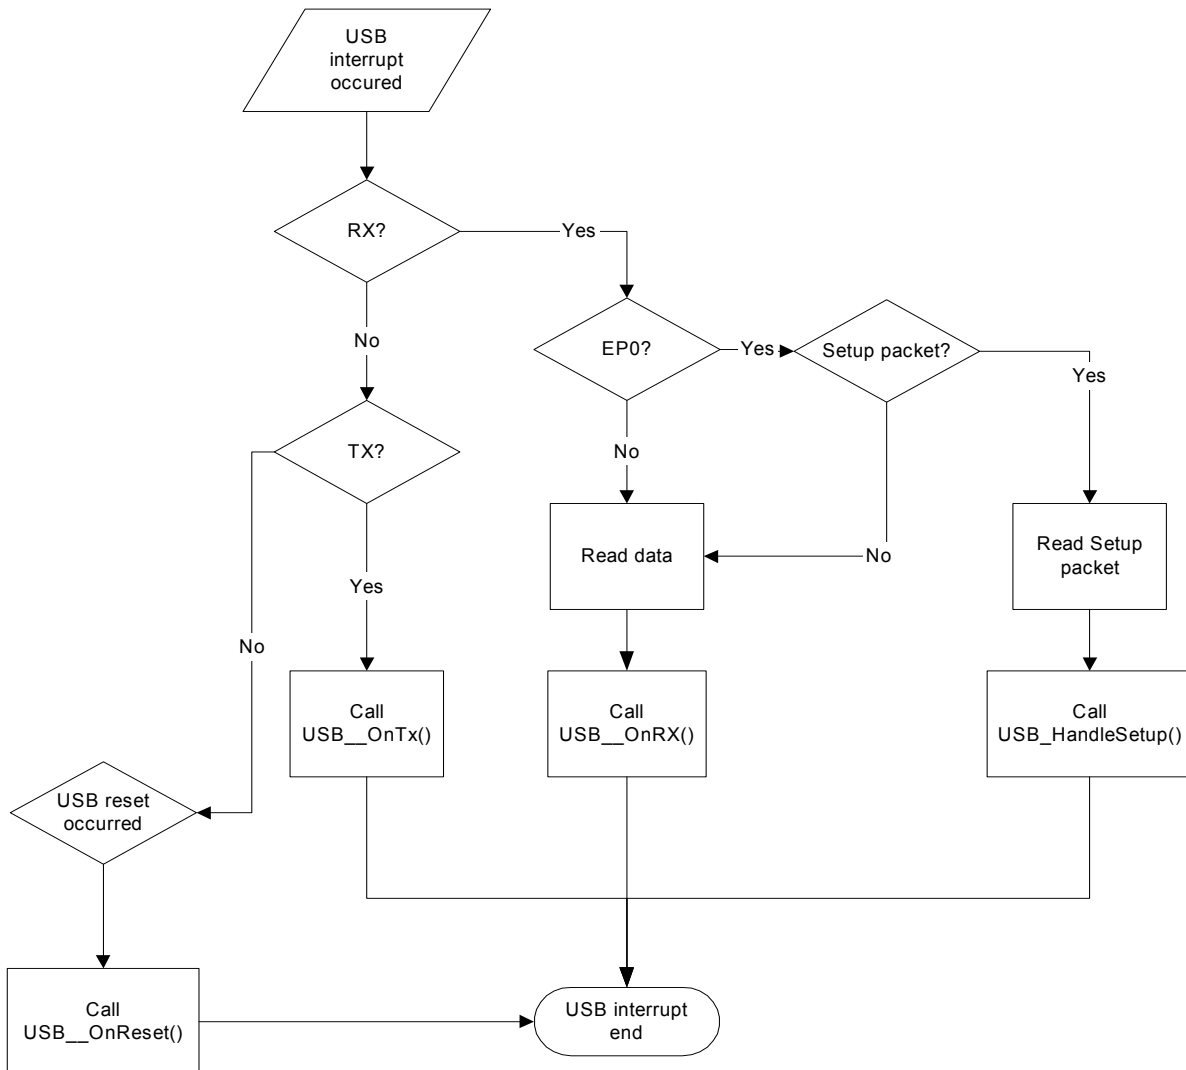 USB
interrupt
occured
RX?
Yes
No
EP0?
Yes
Setup packet?
Yes
TX?
No
Read data
No
Read Setup
packet
Yes
No
Call
USB__OnTx()
Call
USB__OnRX()
Call
USB_HandleSetup()
USB reset
occurred
Call
USB__OnReset()
USB interrupt
end